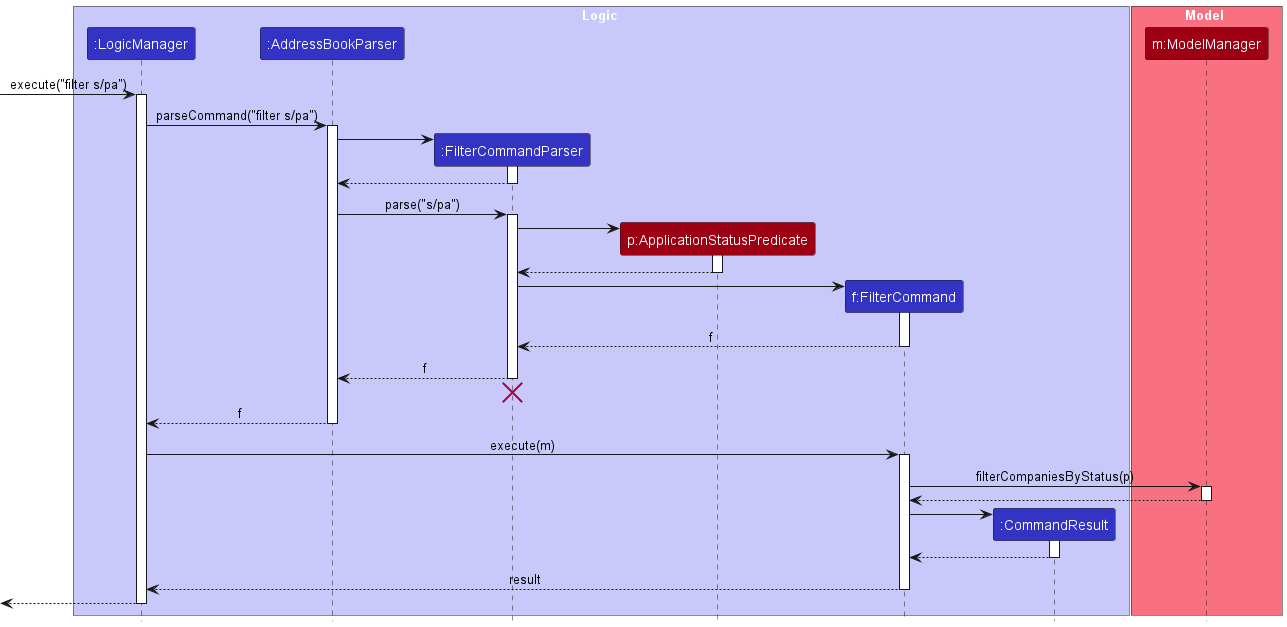 Logic
Model
:LogicManager
:AddressBookParser
m:ModelManager
execute("filter s/pa")
parseCommand("filter s/pa")
:FilterCommandParser
parse("s/pa")
p:ApplicationStatusPredicate
f:FilterCommand
f
f
f
execute(m)
filterCompaniesByStatus(p)
:CommandResult
result